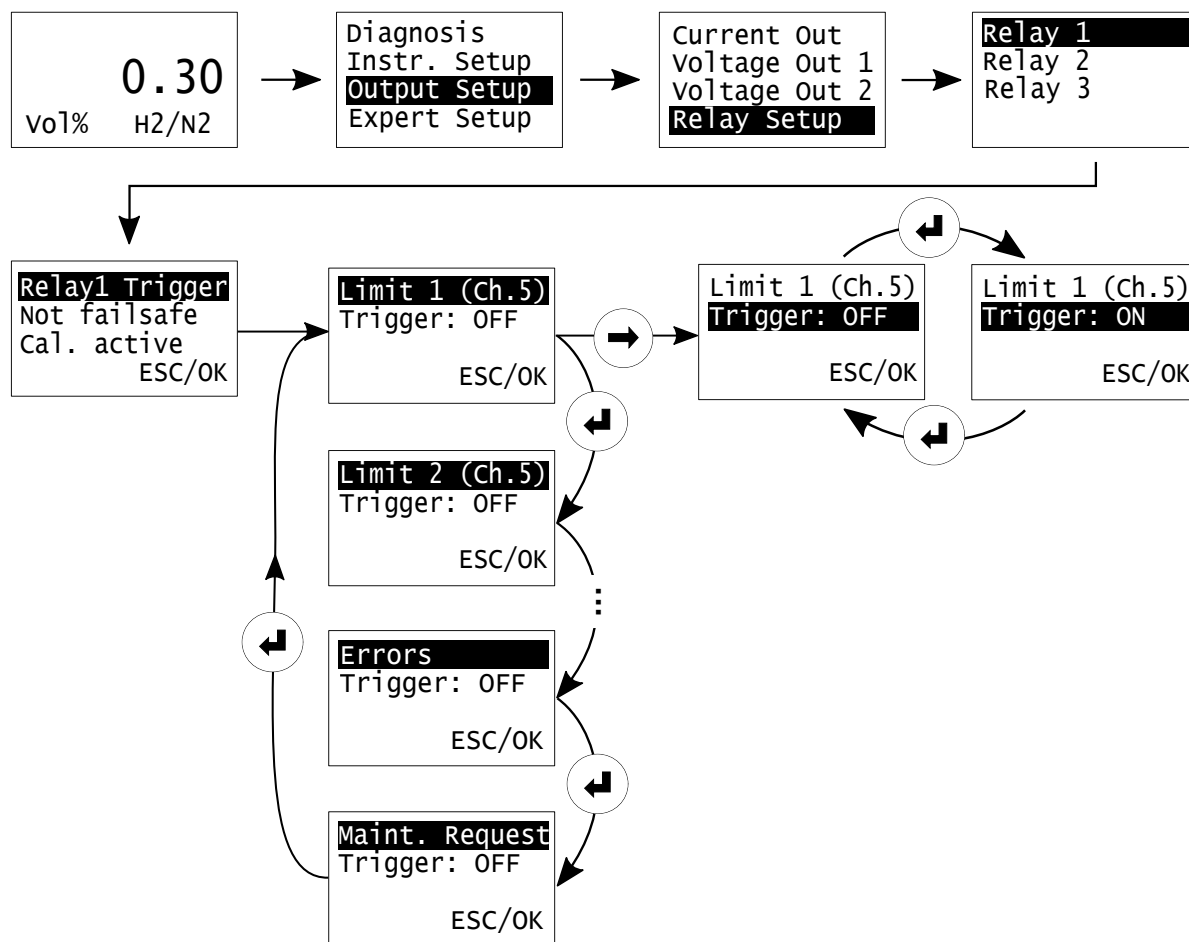 0.30
Vol% H2/N2
Diagnosis
Instr. Setup
Output Setup
Expert Setup
Current Out
Voltage Out 1
Voltage Out 2
Relay Setup
Relay 1
Relay 2
Relay 3
Relay1 Trigger
Not failsafe
Cal. active
ESC/OK
Limit 1 (Ch.5)
Trigger: OFF
ESC/OK
Limit 1 (Ch.5)
Trigger: OFF
ESC/OK
Limit 1 (Ch.5)
Trigger: ON
ESC/OK
Limit 2 (Ch.5)
Trigger: OFF
ESC/OK
⋮
Errors
Trigger: OFF
ESC/OK
Maint. Request
Trigger: OFF
ESC/OK